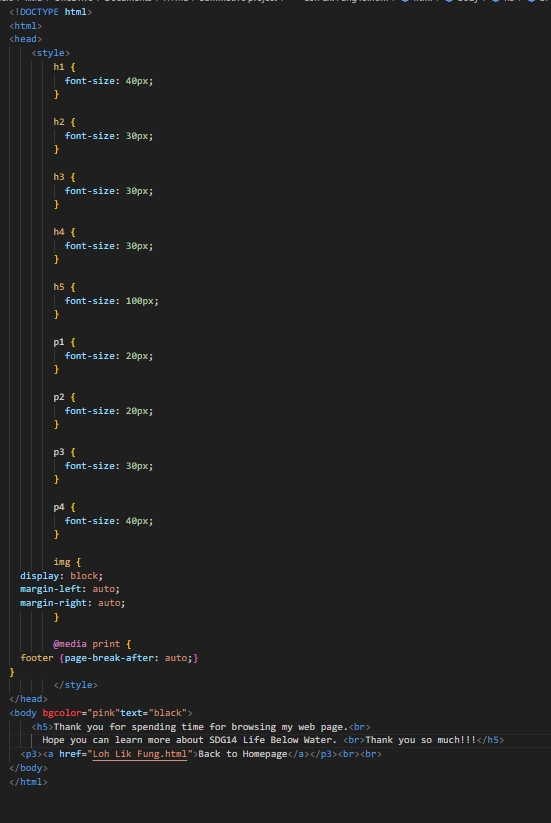 <!DOCTYPE html>
<html>
<head>
<style>
h1 {
font-size: 40px;
}
h2 {
font-size: 30px;
}
h3 {
font-size: 30px;
}
h4 {
font-size: 30px;
}
h5 {
font-size: 100px;
}
p1 {
font-size: 20px;
}
p2 {
font-size: 20px;
}
p3 {
font-size: 30px;
}
p4 {
font-size: 40px;
}
img {
display: block;
margin-left: auto;
margin-right: auto;
}
@media print {
footer {page-break-after: auto;}
}
</style>
</head>
<body bgcolor="pink"text="black">
<h5>Thank you for spending time for browsing my web page.<br>
Hope you can learn more about SDG14 Life Below Water. <br>Thank you so much!!!</h5>
<p3><a href="Loh Lik Fung.html">Back to Homepage</a></p3><br><br>
</body>
</html>